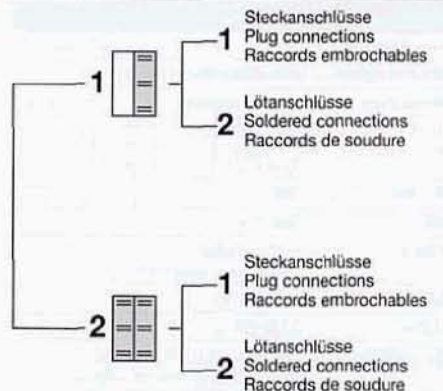 1
1
Steckanschlüsse
Plug connections
Raccords embrochables
2
Lötanschlüsse
Soldered connections
Raccords de soudure
2
1
Steckanschlüsse
Plug connections
Raccords embrochables
2
Lötanschlüsse
Soldered connections
Raccords de soudure